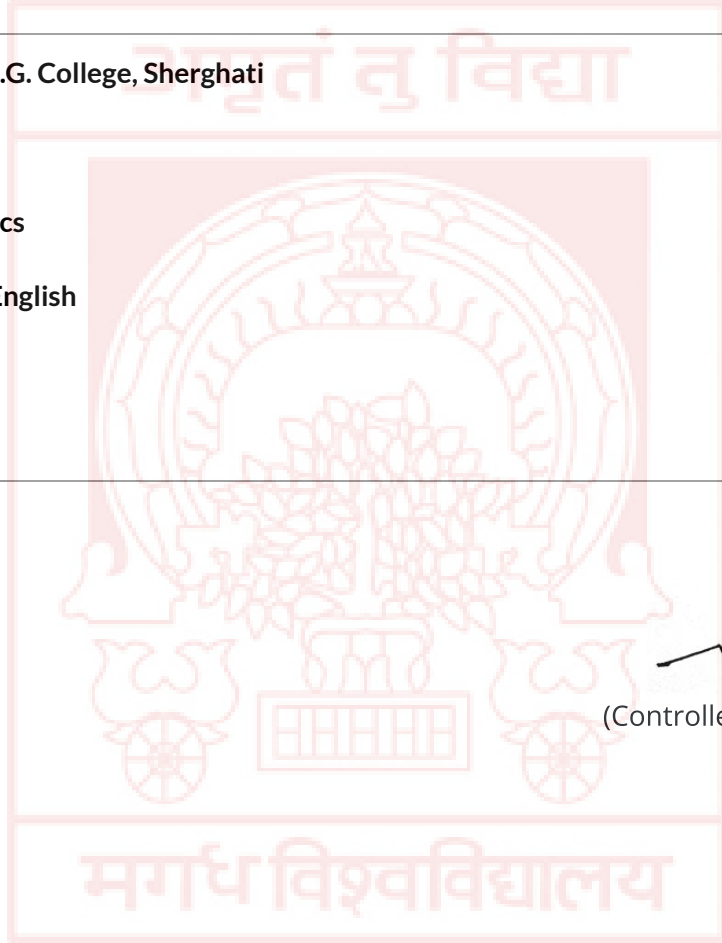 अमृतं तु विद्या
.G. College, Sherghati
cs
English
(Controlle
मगध विश्वविद्यालय